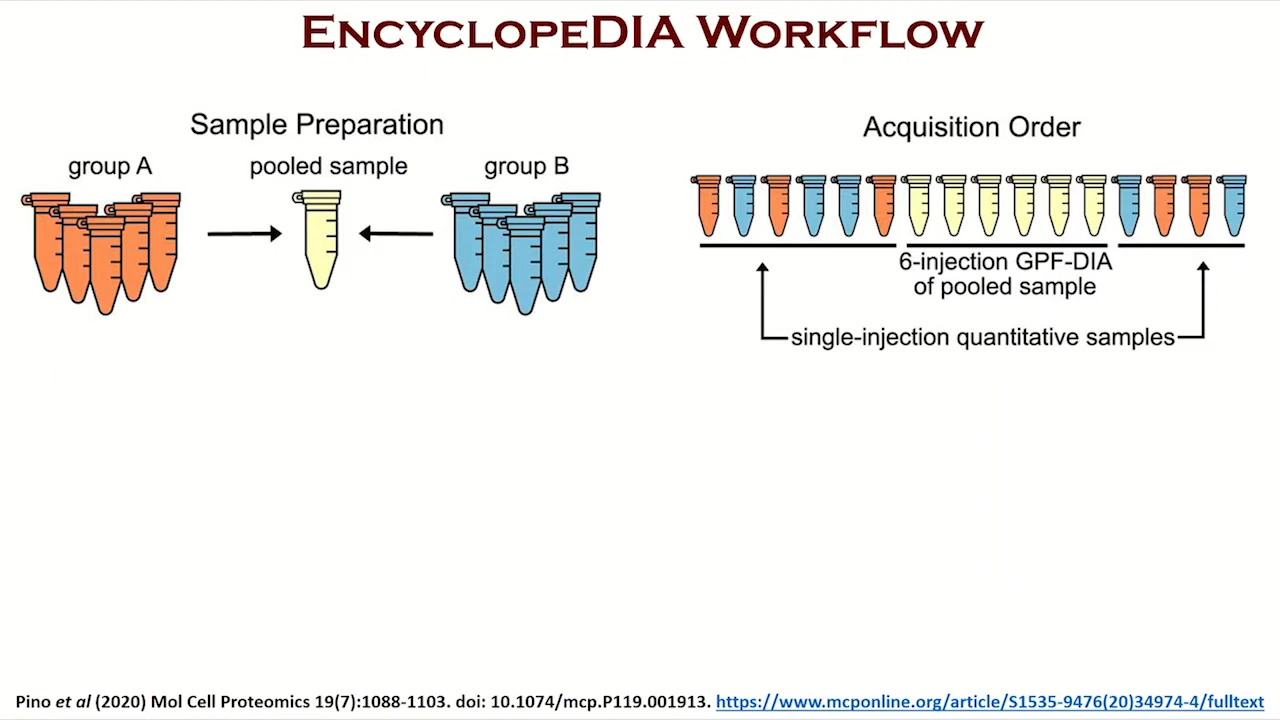 ENCYCLOPEDIA WORKFLOW
Sample Preparation
group A
pooled sample
group B
Acquisition Order
6-injection GPF-DIA
of pooled sample
single-injection quantitative samples
Pino et al (2020) Mol Cell Proteomics 19(7):1088-1103. doi: 10.1074/mcp.P119.001913. https://www.mcponline.org/article/S1535-9476(20)34974-4/fulltext